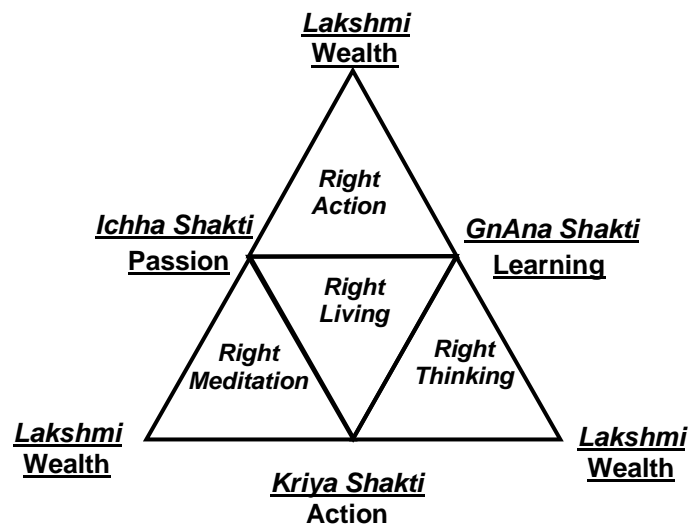 Lakshmi
Wealth
Right
Action
Ichha Shakti
Passion
GnAna Shakti
Learning
Right
Living
Right
Meditation
Right
Thinking
Lakshmi
Wealth
Kriya Shakti
Action
Lakshmi
Wealth